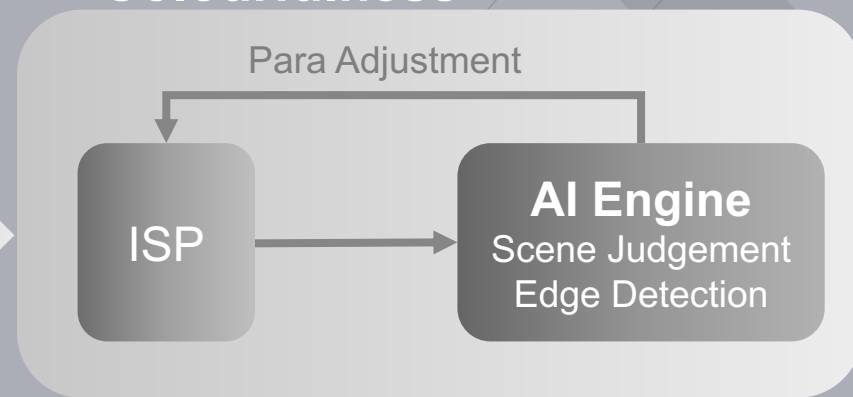 Para Adjustment
ISP
AI Engine
Scene Judgement
Edge Detection